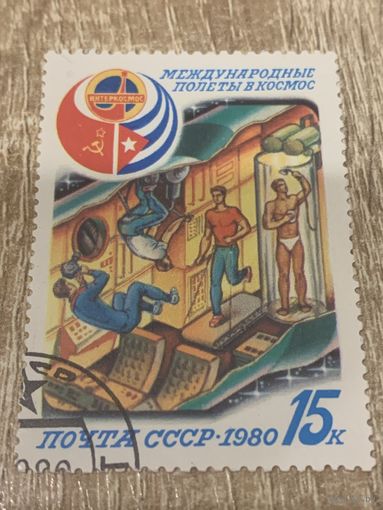 МЕЖДУНАРОДНЫЕ
ПОЛЕТЫ В КОСМОС
ИНТЕРКОСМОС
ПОЧТА СССР·1980 15к